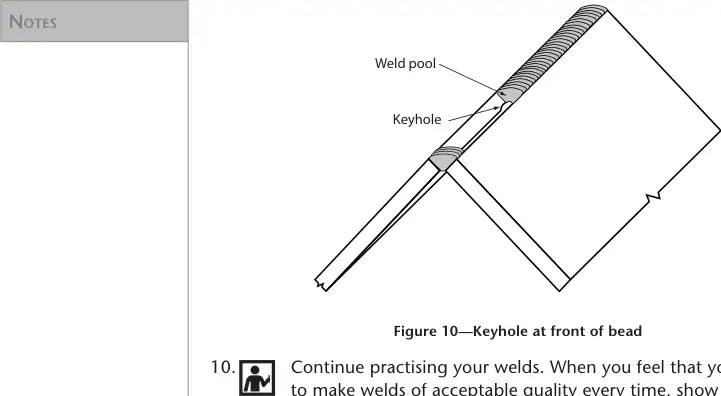 NOTES
Weld pool
Keyhole
Figure 10—Keyhole at front of bead
10. Continue practising your welds. When you feel that
to make welds of acceptable quality every time, show